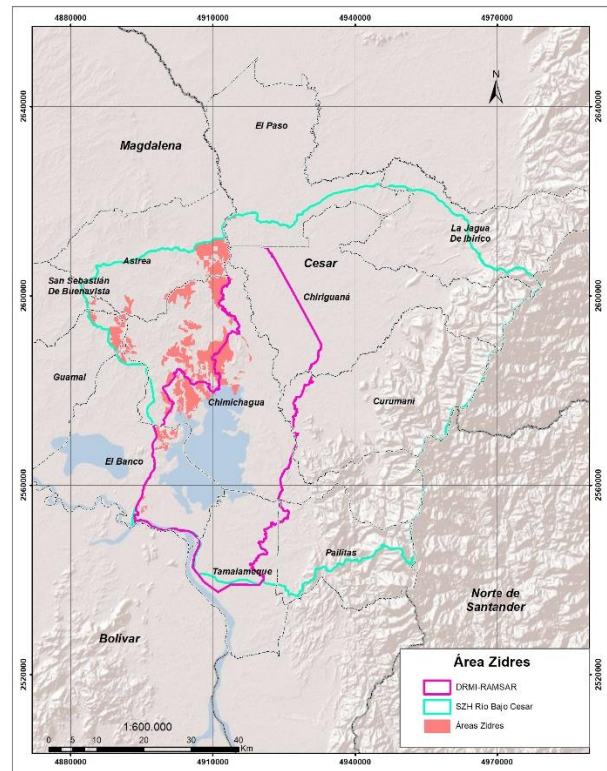 4880000
4910000
4940000
4970000
2640000
2640000
N
El Paso
Magdalena
La Jagua
De Ibirico
Cesar
Astrea
San Sebastián
De Buenavista
2600000
2600000
Chiriguaná
Guamal
Curumaní
Chimichagua
El Banco
2560000
2560000
Pailitas
Tamalameque
Norte de
Santander
Bolívar
2520000
2520000
Área Zidres
DRMI-RAMSAR
SZH Río Bajo Cesar
Áreas Zidres
1:600.000
0 5 10 20 30 40
Km
4880000
4910000
4940000
4970000